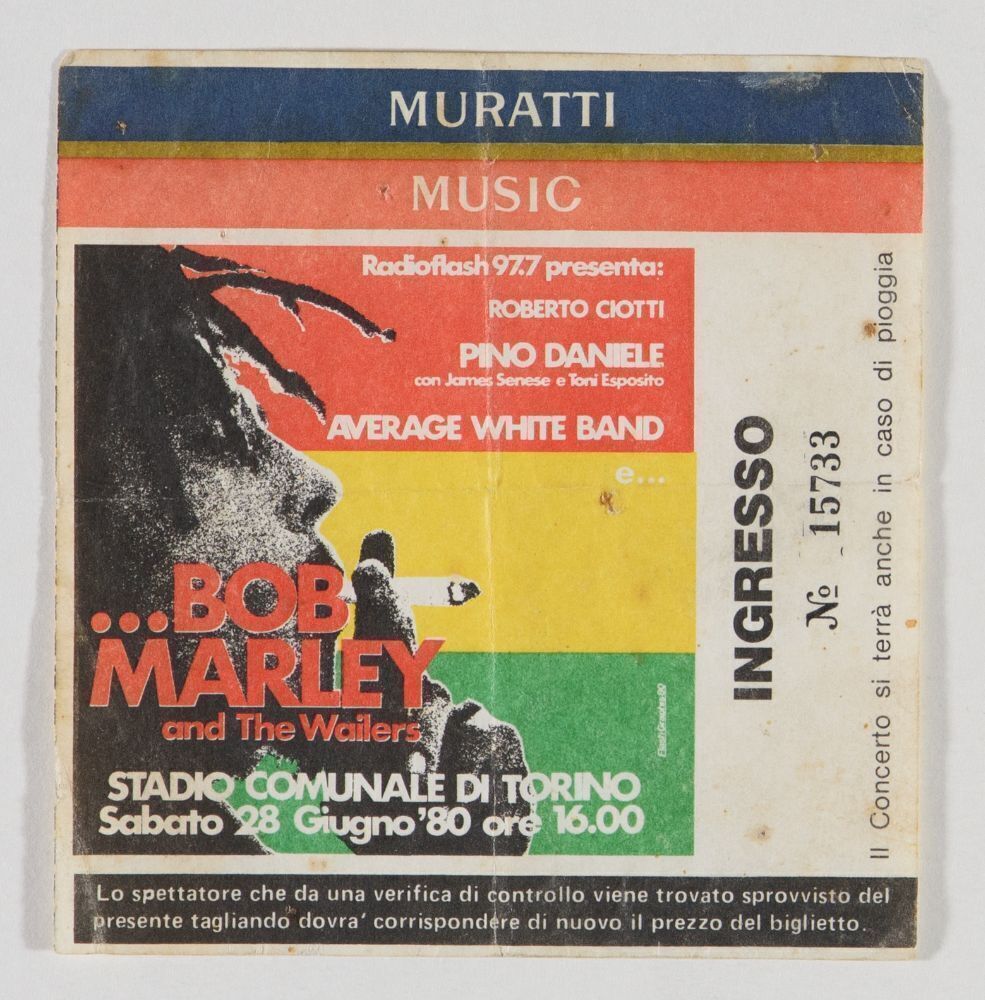 MURATTI
MUSIC
Radioflash 97.7 presenta:
ROBERTO CIOTTI
PINO DANIELE
con James Senese e Toni Esposito
AVERAGE WHITE BAND
e...
...BOB
MARLEY
and The Wailers
STADIO COMUNALE DI TORINO
Sabato 28 Giugno '80 ore 16.00
INGRESSO
№ 15733
Il Concerto si terrà anche in caso di pioggia
Lo spettatore che da una verifica di controllo viene trovato sprovvisto del
presente tagliando dovra' corrispondere di nuovo il prezzo del biglietto.